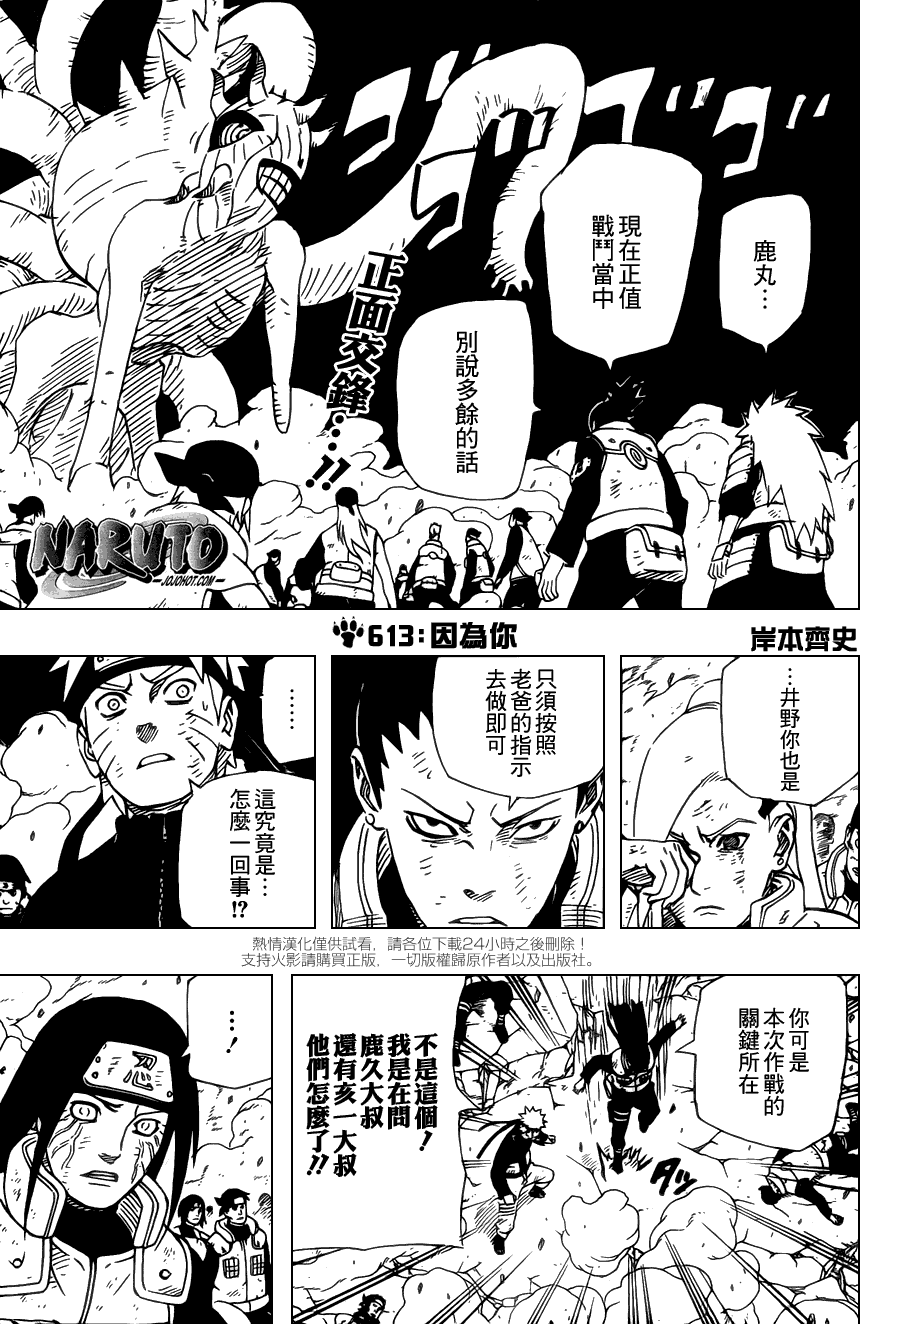 鹿丸…
現在正值
戰鬥當中
別說多餘的話
正面交鋒…!!
ゴゴゴゴゴ
NARUTO
JOJOHOT.COM
613:因為你
岸本齊史
…井野你也是
只須按照
老爸的指示
去做即可
……
這究竟是…
怎麼一回事!?
熱情漢化僅供試看，請各位下載24小時之後刪除！
支持火影請購買正版，一切版權歸原作者以及出版社。
你可是
本次作戰的
關鍵所在
不是這個！
我是在問
鹿久大叔
還有亥一大叔
他們怎麼了!!
…！
忍